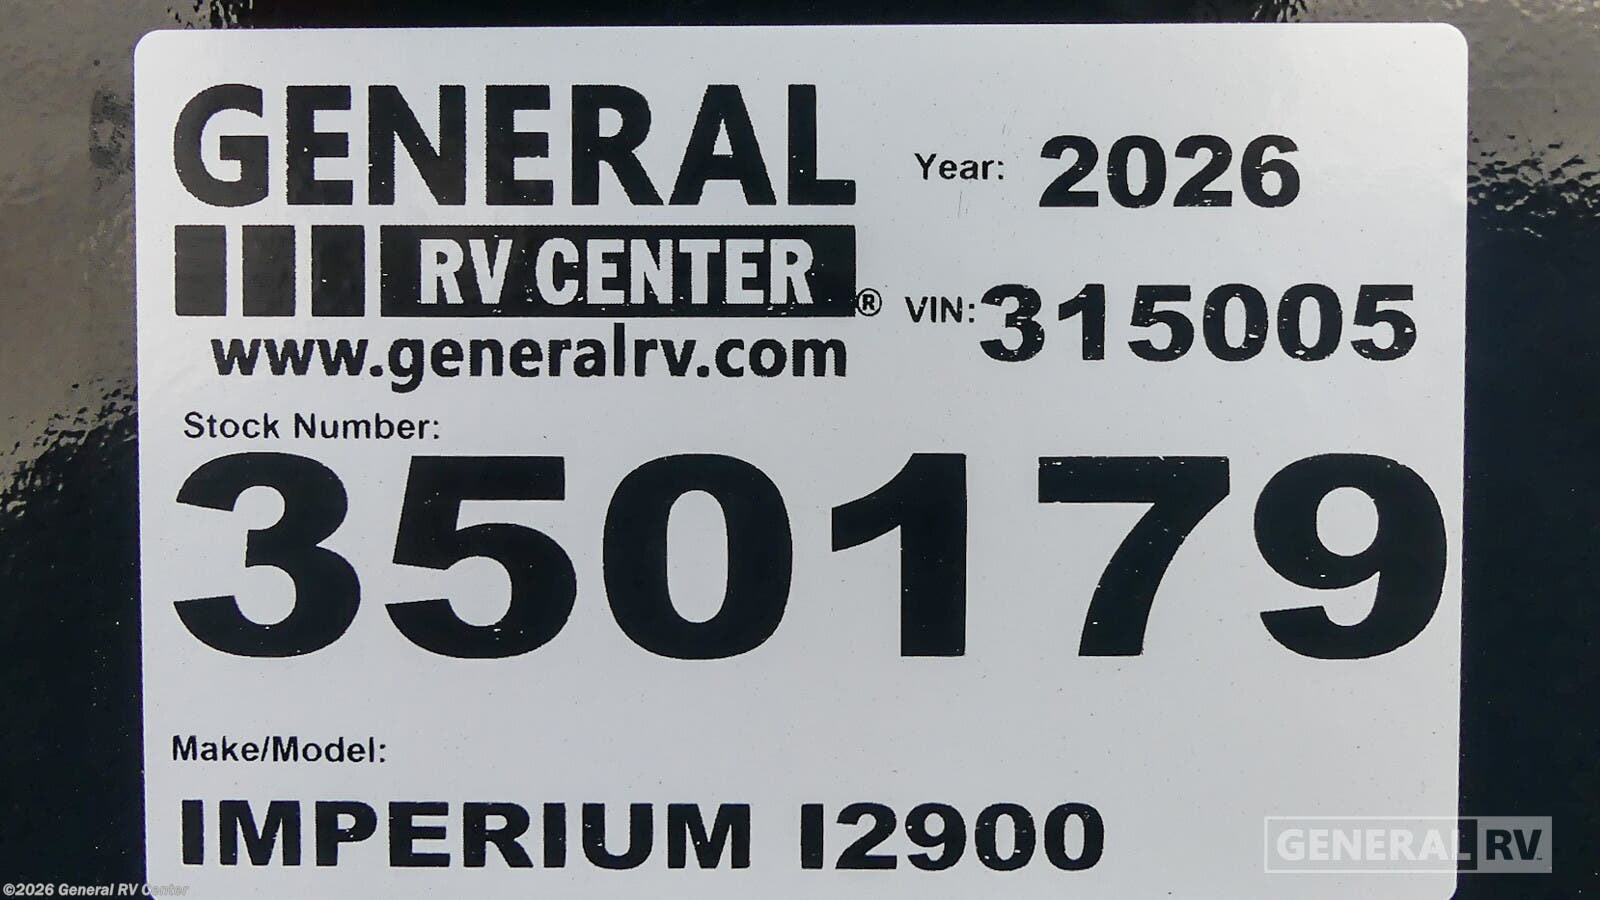 GENERAL
RV CENTER®
www.generalrv.com
Year: 2026
VIN: 315005
Stock Number:
350179
Make/Model:
IMPERIUM I2900
GENERAL RV
©2026 General RV Center